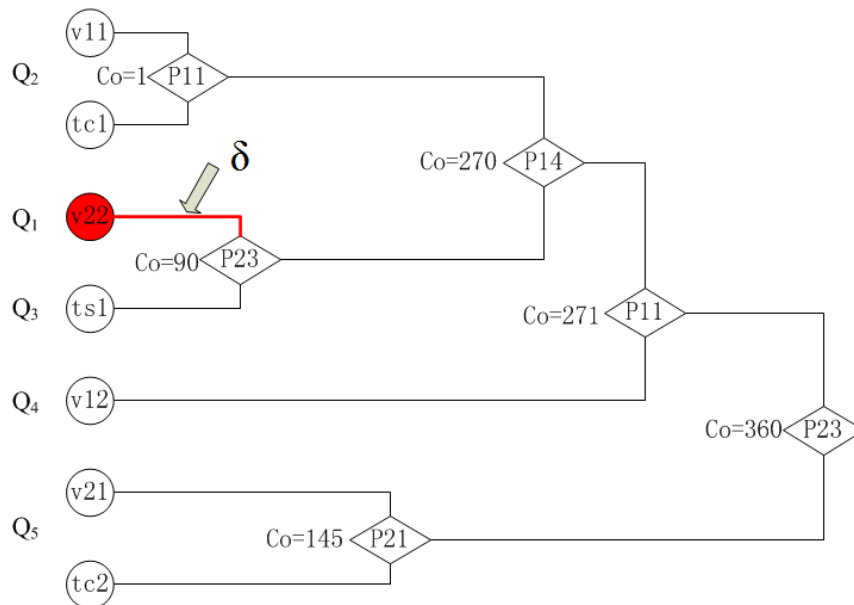 v11
Q2
Co=1
P11
tc1
δ
Co=270
P14
Q1
v22
Co=90
P23
Q3
ts1
Co=271
P11
Q4
v12
Co=360
P23
v21
Q5
Co=145
P21
tc2